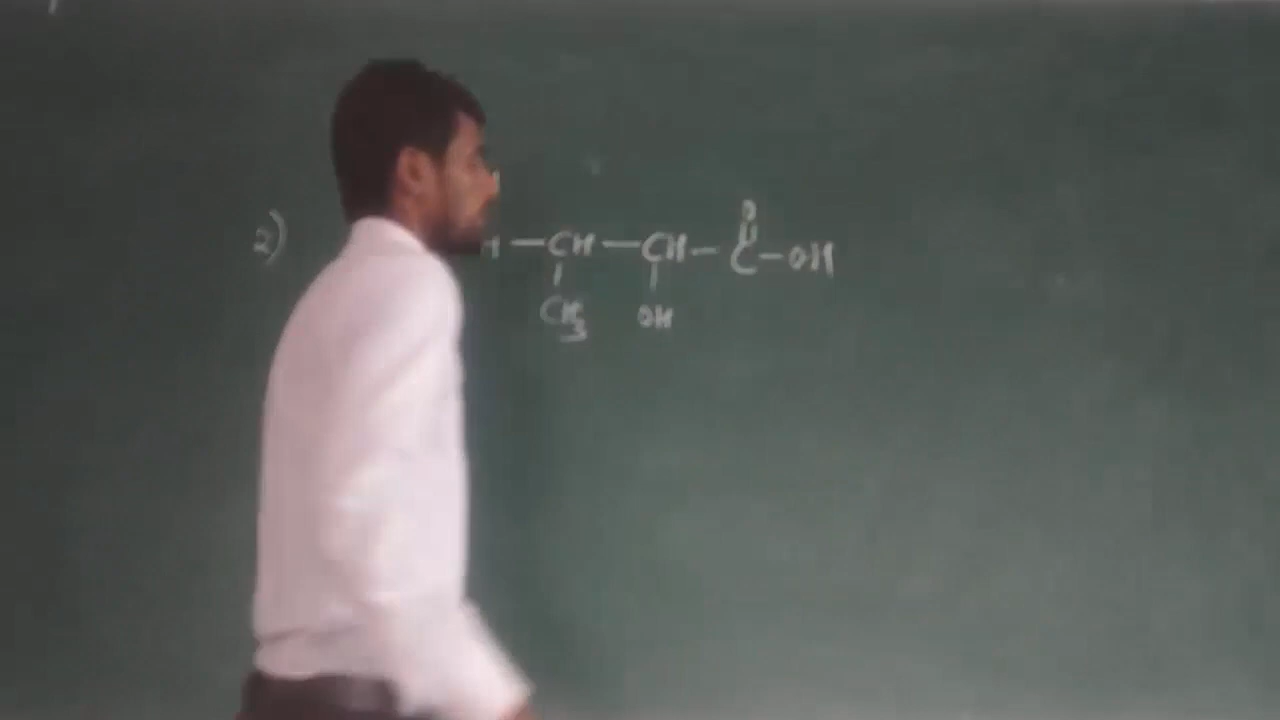 2) H — CH — CH — C — OH
O
||
| |
CH3 OH